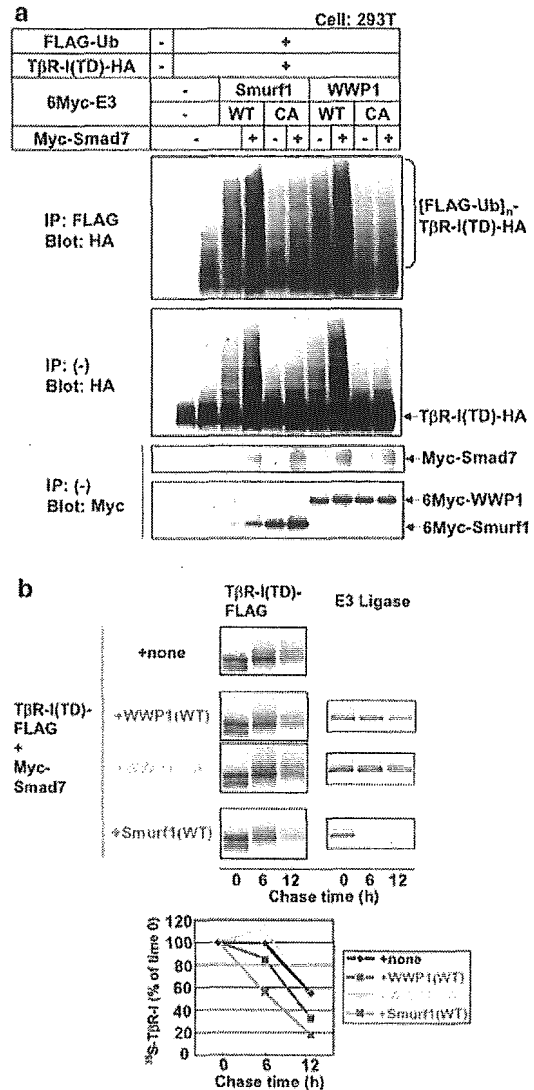 a
Cell: 293T
FLAG-Ub - +
TβR-I(TD)-HA - +
6Myc-E3 - Smurf1 WWP1
- WT CA WT CA
Myc-Smad7 - + - + - + - +
IP: FLAG
Blot: HA
[FLAG-Ub]n-
TβR-I(TD)-HA
IP: (-)
Blot: HA
TβR-I(TD)-HA
Myc-Smad7
IP: (-)
Blot: Myc
6Myc-WWP1
6Myc-Smurf1
b
TβR-I(TD)-
FLAG
E3 Ligase
+none
TβR-I(TD)-
FLAG
+
Myc-
Smad7
+WWP1(WT)
+Smurf1(WT)
0 6 12 0 6 12
Chase time (h) Chase time (h)
35S-TβR-I (% of time 0)
120
100
80
60
40
20
0
0 6 12
Chase time (h)
+none
+WWP1(WT)
+Smurf1(WT)